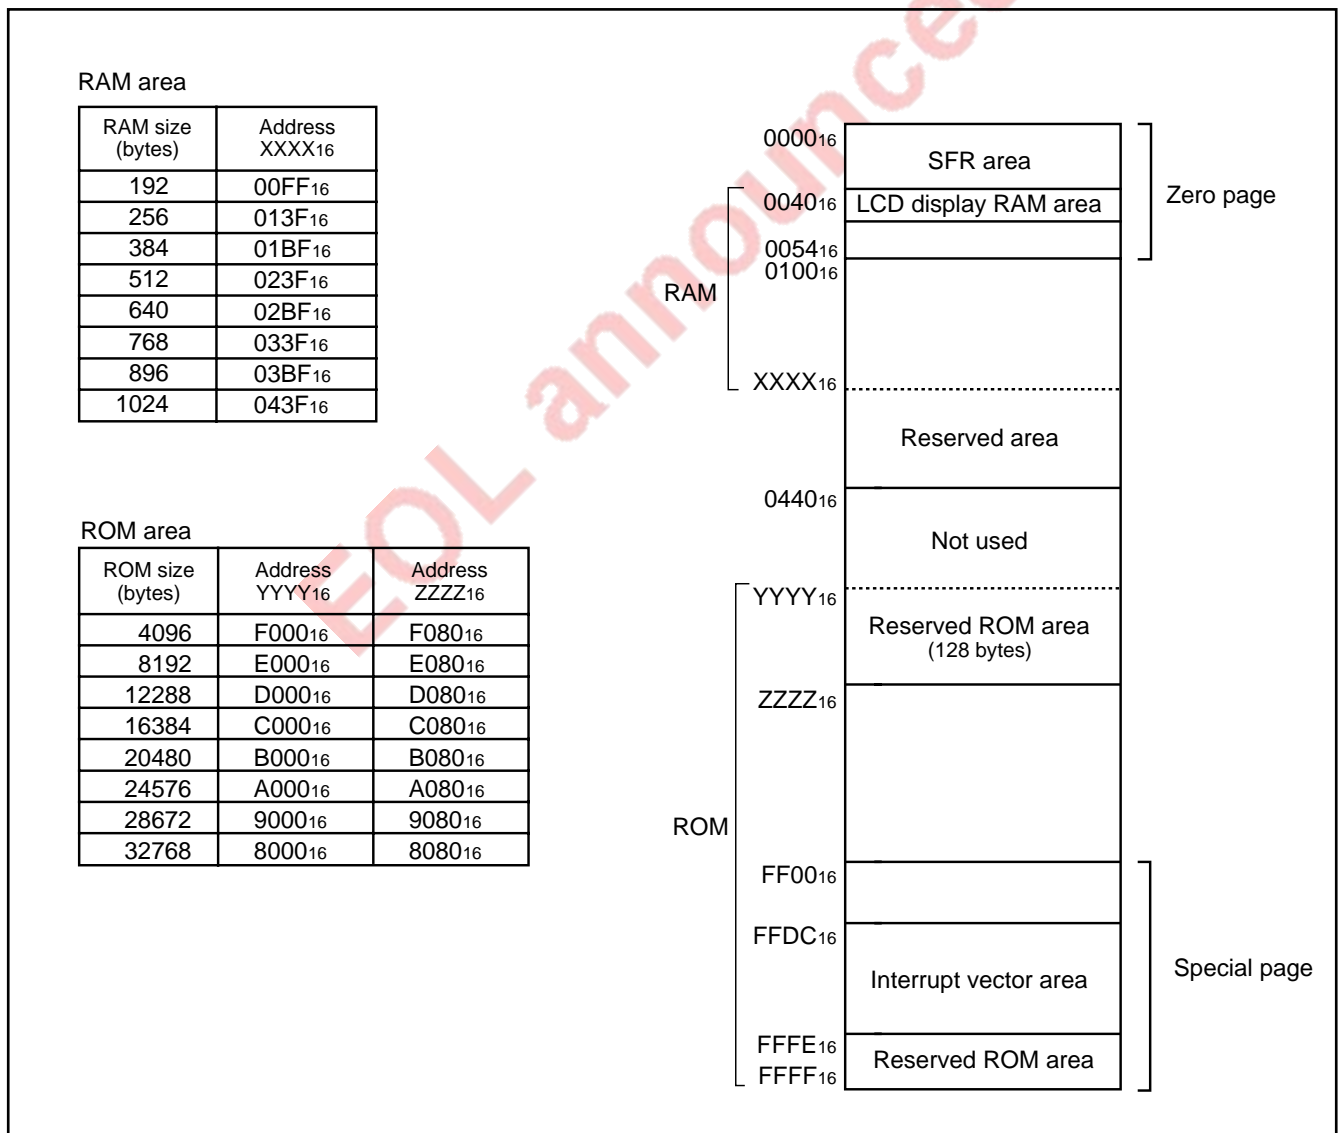 RAM area
RAM size (bytes) Address XXXX16
192 00FF16
256 013F16
384 01BF16
512 023F16
640 02BF16
768 033F16
896 03BF16
1024 043F16
ROM area
ROM size (bytes) Address YYYY16 Address ZZZZ16
4096 F00016 F08016
8192 E00016 E08016
12288 D00016 D08016
16384 C00016 C08016
20480 B00016 B08016
24576 A00016 A08016
28672 900016 908016
32768 800016 808016
000016
SFR area
004016
LCD display RAM area
Zero page
005416
010016
RAM
XXXX16
Reserved area
044016
Not used
YYYY16
Reserved ROM area
(128 bytes)
ZZZZ16
ROM
FF0016
FFDC16
Interrupt vector area
Special page
FFFE16
Reserved ROM area
FFFF16
EOL announced